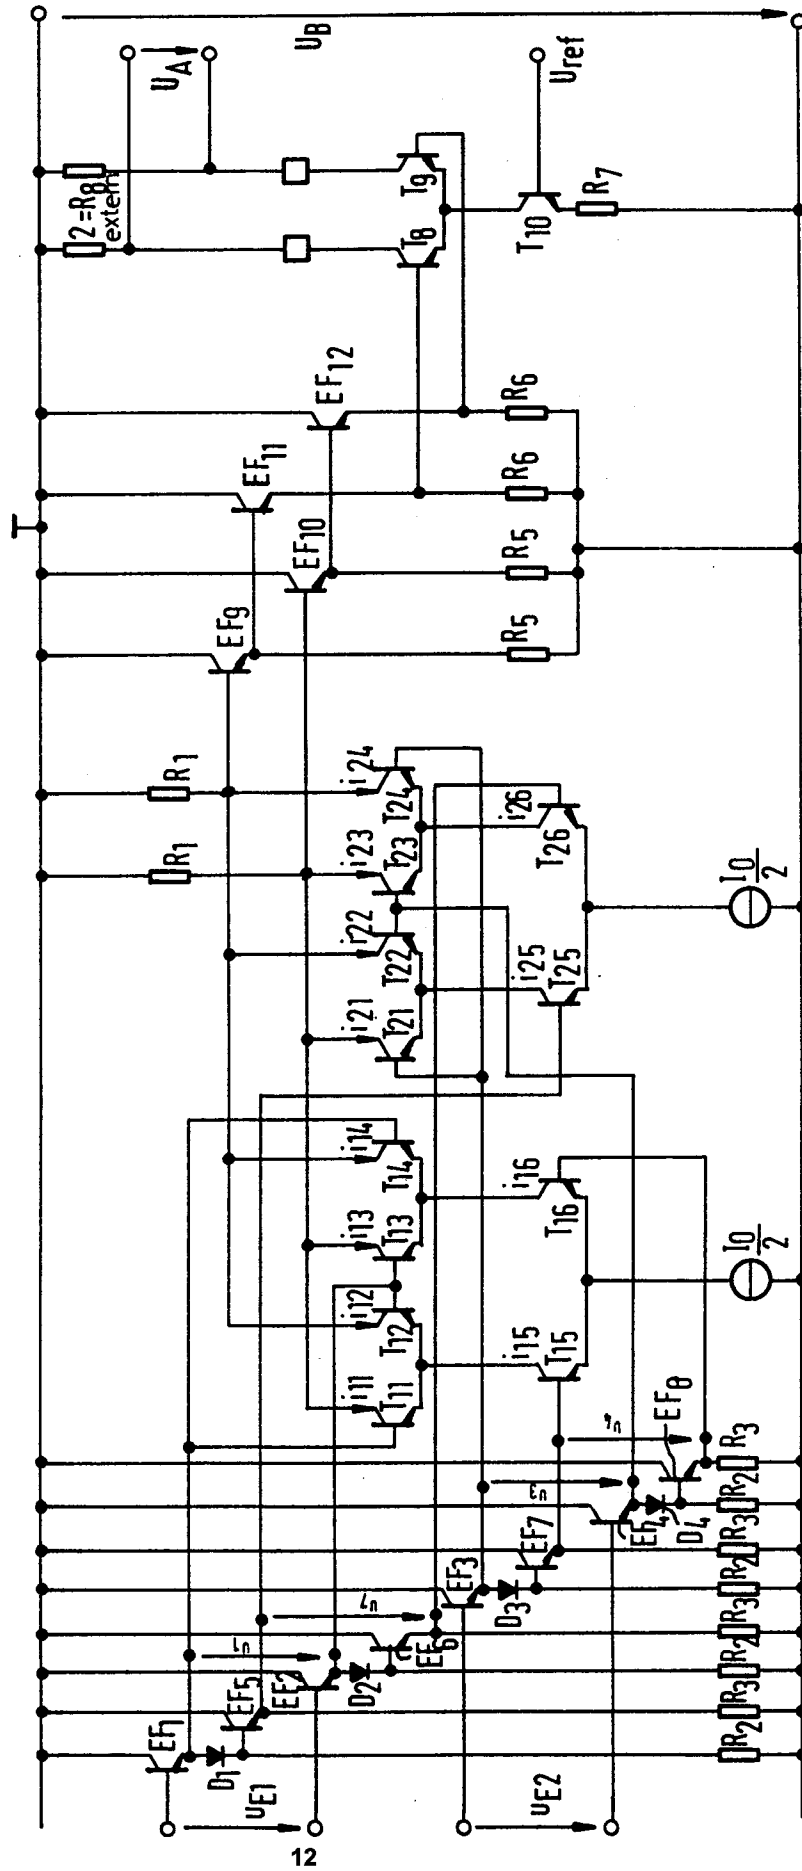 U_B
U_A
U_ref
2=R_8
extern
T_9
T_8
T_10
R_7
EF_12
EF_11
EF_10
EF_9
R_6
R_6
R_5
R_5
R_1
R_1
i_24
T_24
i_23
T_23
i_22
T_22
i_21
T_21
i_26
T_26
i_25
T_25
I_0/2
i_14
T_14
i_13
T_13
i_12
T_12
i_11
T_11
i_16
T_16
i_15
T_15
I_0/2
u_4
EF_8
u_3
EF_4
D_4
EF_7
EF_3
D_3
EF_6
u_1
EF_2
D_2
EF_5
EF_1
D_1
R_3
R_2
R_3
R_2
R_3
R_2
R_3
R_2
u_E1
u_E2
12